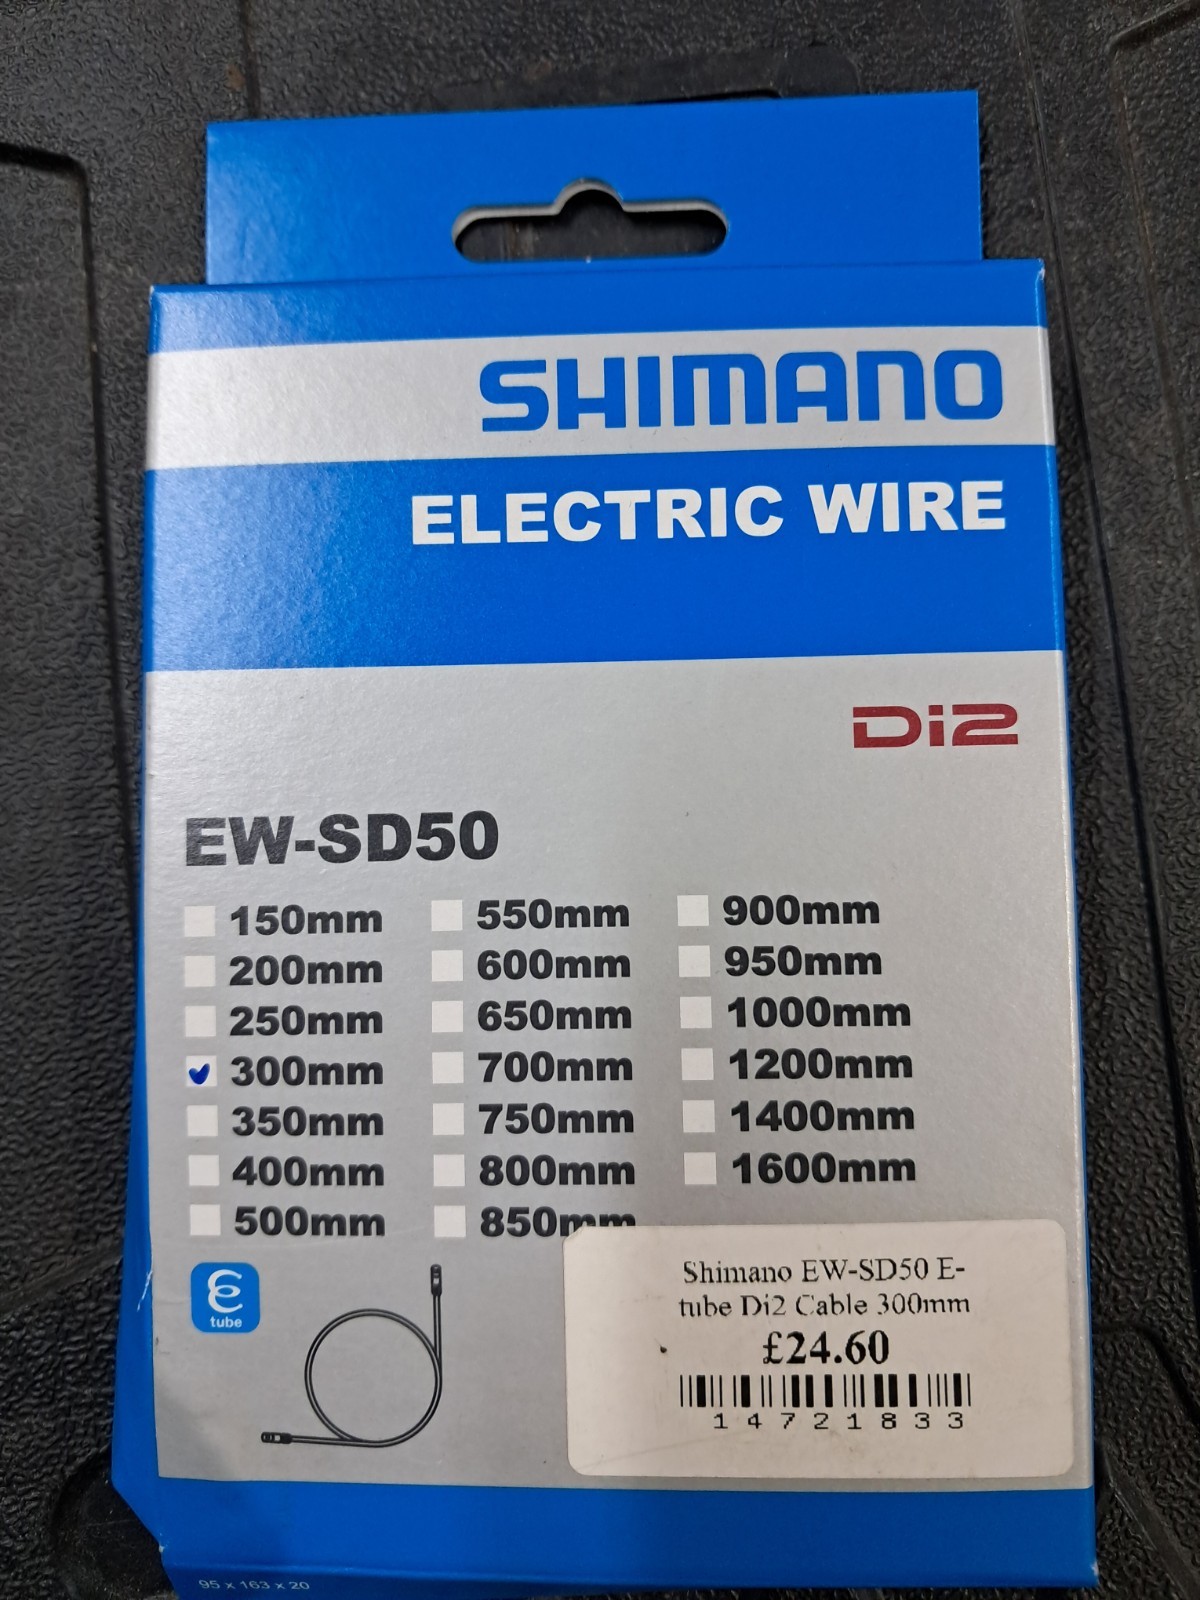 SHIMANO
ELECTRIC WIRE
Di2
EW-SD50
150mm 550mm 900mm
200mm 600mm 950mm
250mm 650mm 1000mm
300mm 700mm 1200mm
350mm 750mm 1400mm
400mm 800mm 1600mm
500mm 850mm
tube
Shimano EW-SD50 E-
tube Di2 Cable 300mm
£24.60
14721833
95 x 163 x 20